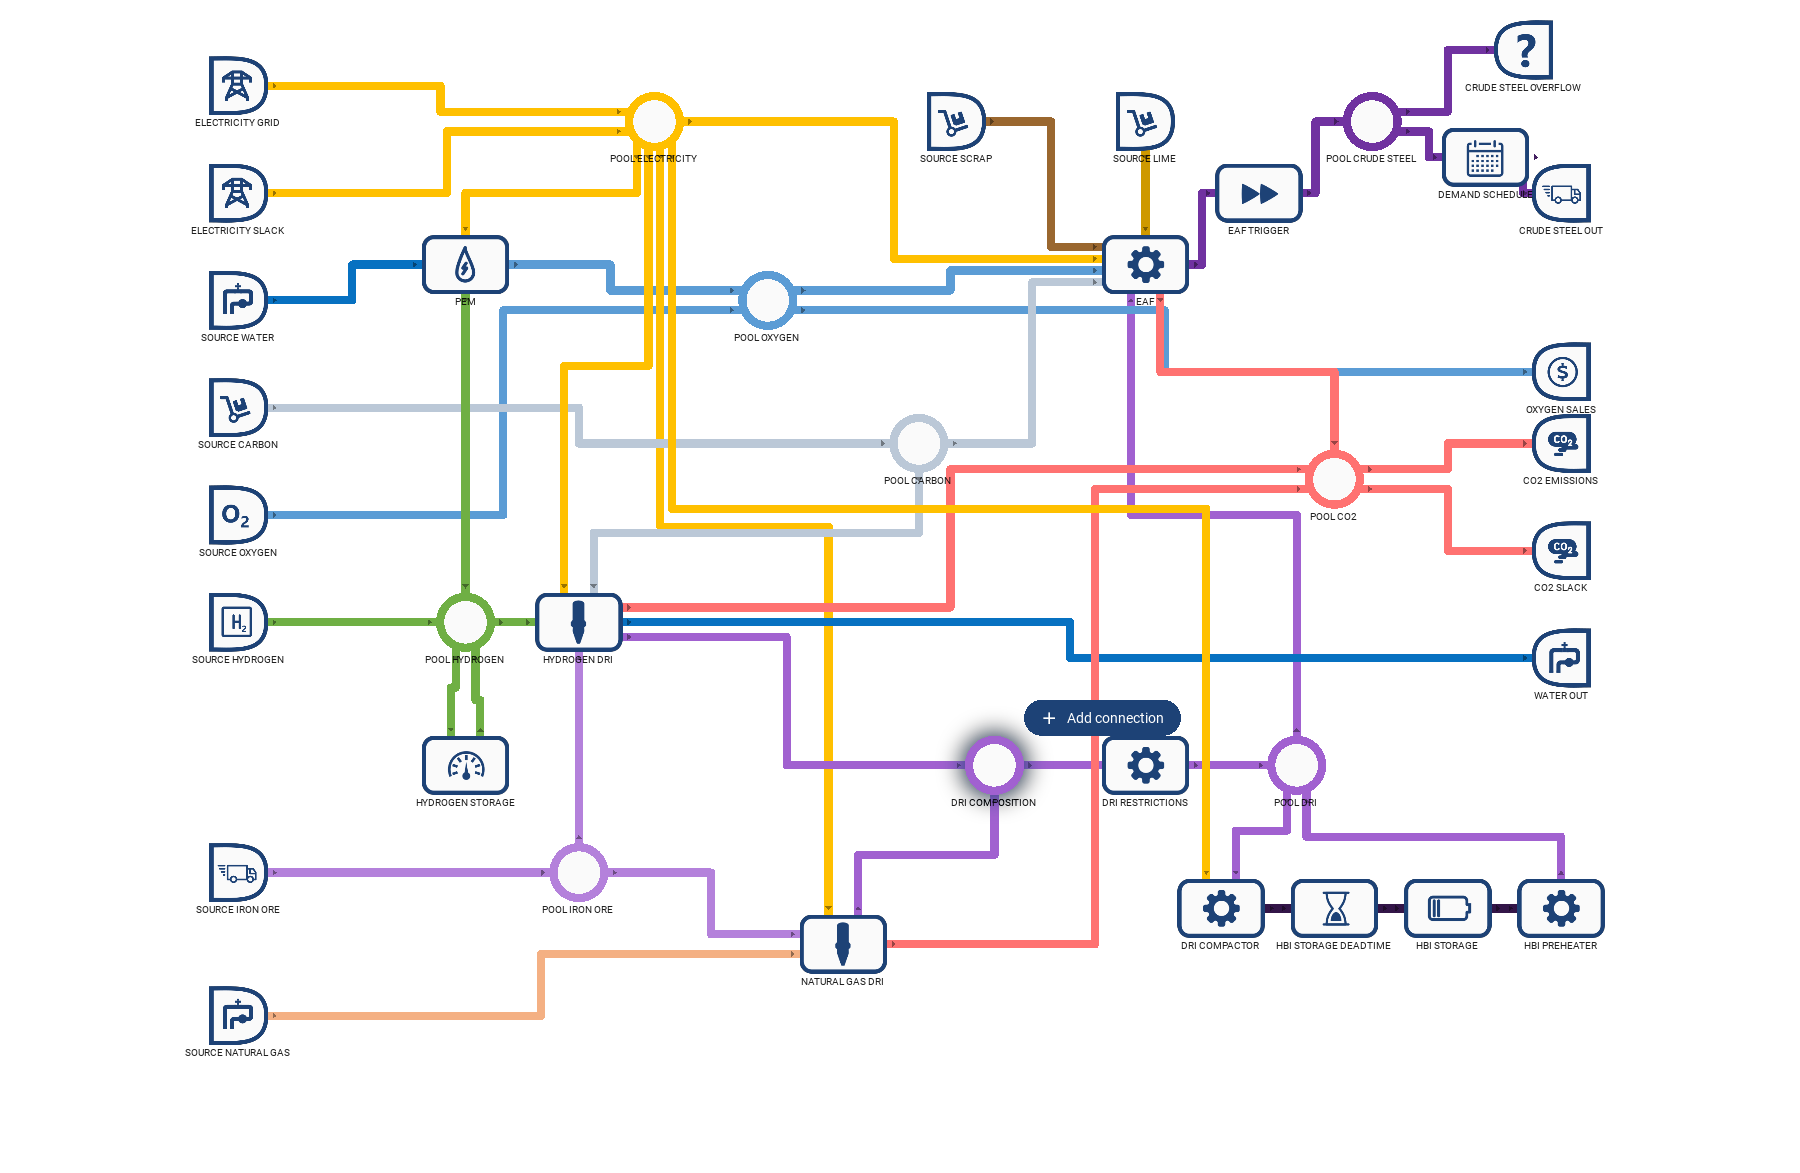 ?
CRUDE STEEL OVERFLOW
ELECTRICITY GRID
POOL ELECTRICITY
SOURCE SCRAP
SOURCE LIME
POOL CRUDE STEEL
DEMAND SCHEDULE
ELECTRICITY SLACK
EAF TRIGGER
CRUDE STEEL OUT
PEM
EAF
SOURCE WATER
POOL OXYGEN
$
OXYGEN SALES
SOURCE CARBON
CO2
POOL CARBON
CO2 EMISSIONS
O2
SOURCE OXYGEN
POOL CO2
CO2
CO2 SLACK
H2
SOURCE HYDROGEN
POOL HYDROGEN
HYDROGEN DRI
WATER OUT
+ Add connection
HYDROGEN STORAGE
DRI COMPOSITION
DRI RESTRICTIONS
POOL DRI
SOURCE IRON ORE
POOL IRON ORE
DRI COMPACTOR
HBI STORAGE DEADTIME
HBI STORAGE
HBI PREHEATER
NATURAL GAS DRI
SOURCE NATURAL GAS